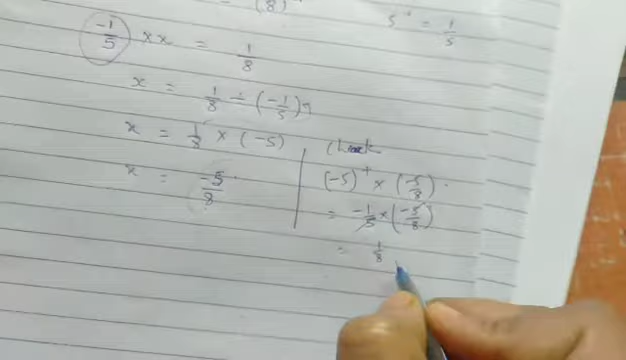 = (8)
5⁻¹ = 1/5
-1/5 × x = 1/8
x = 1/8 ÷ (-1/5)
x = 1/8 × (-5)
x = -5/8
Check
(-5)⁻¹ × (-5/8)
= -1/5 × (-5/8)
= 1/8